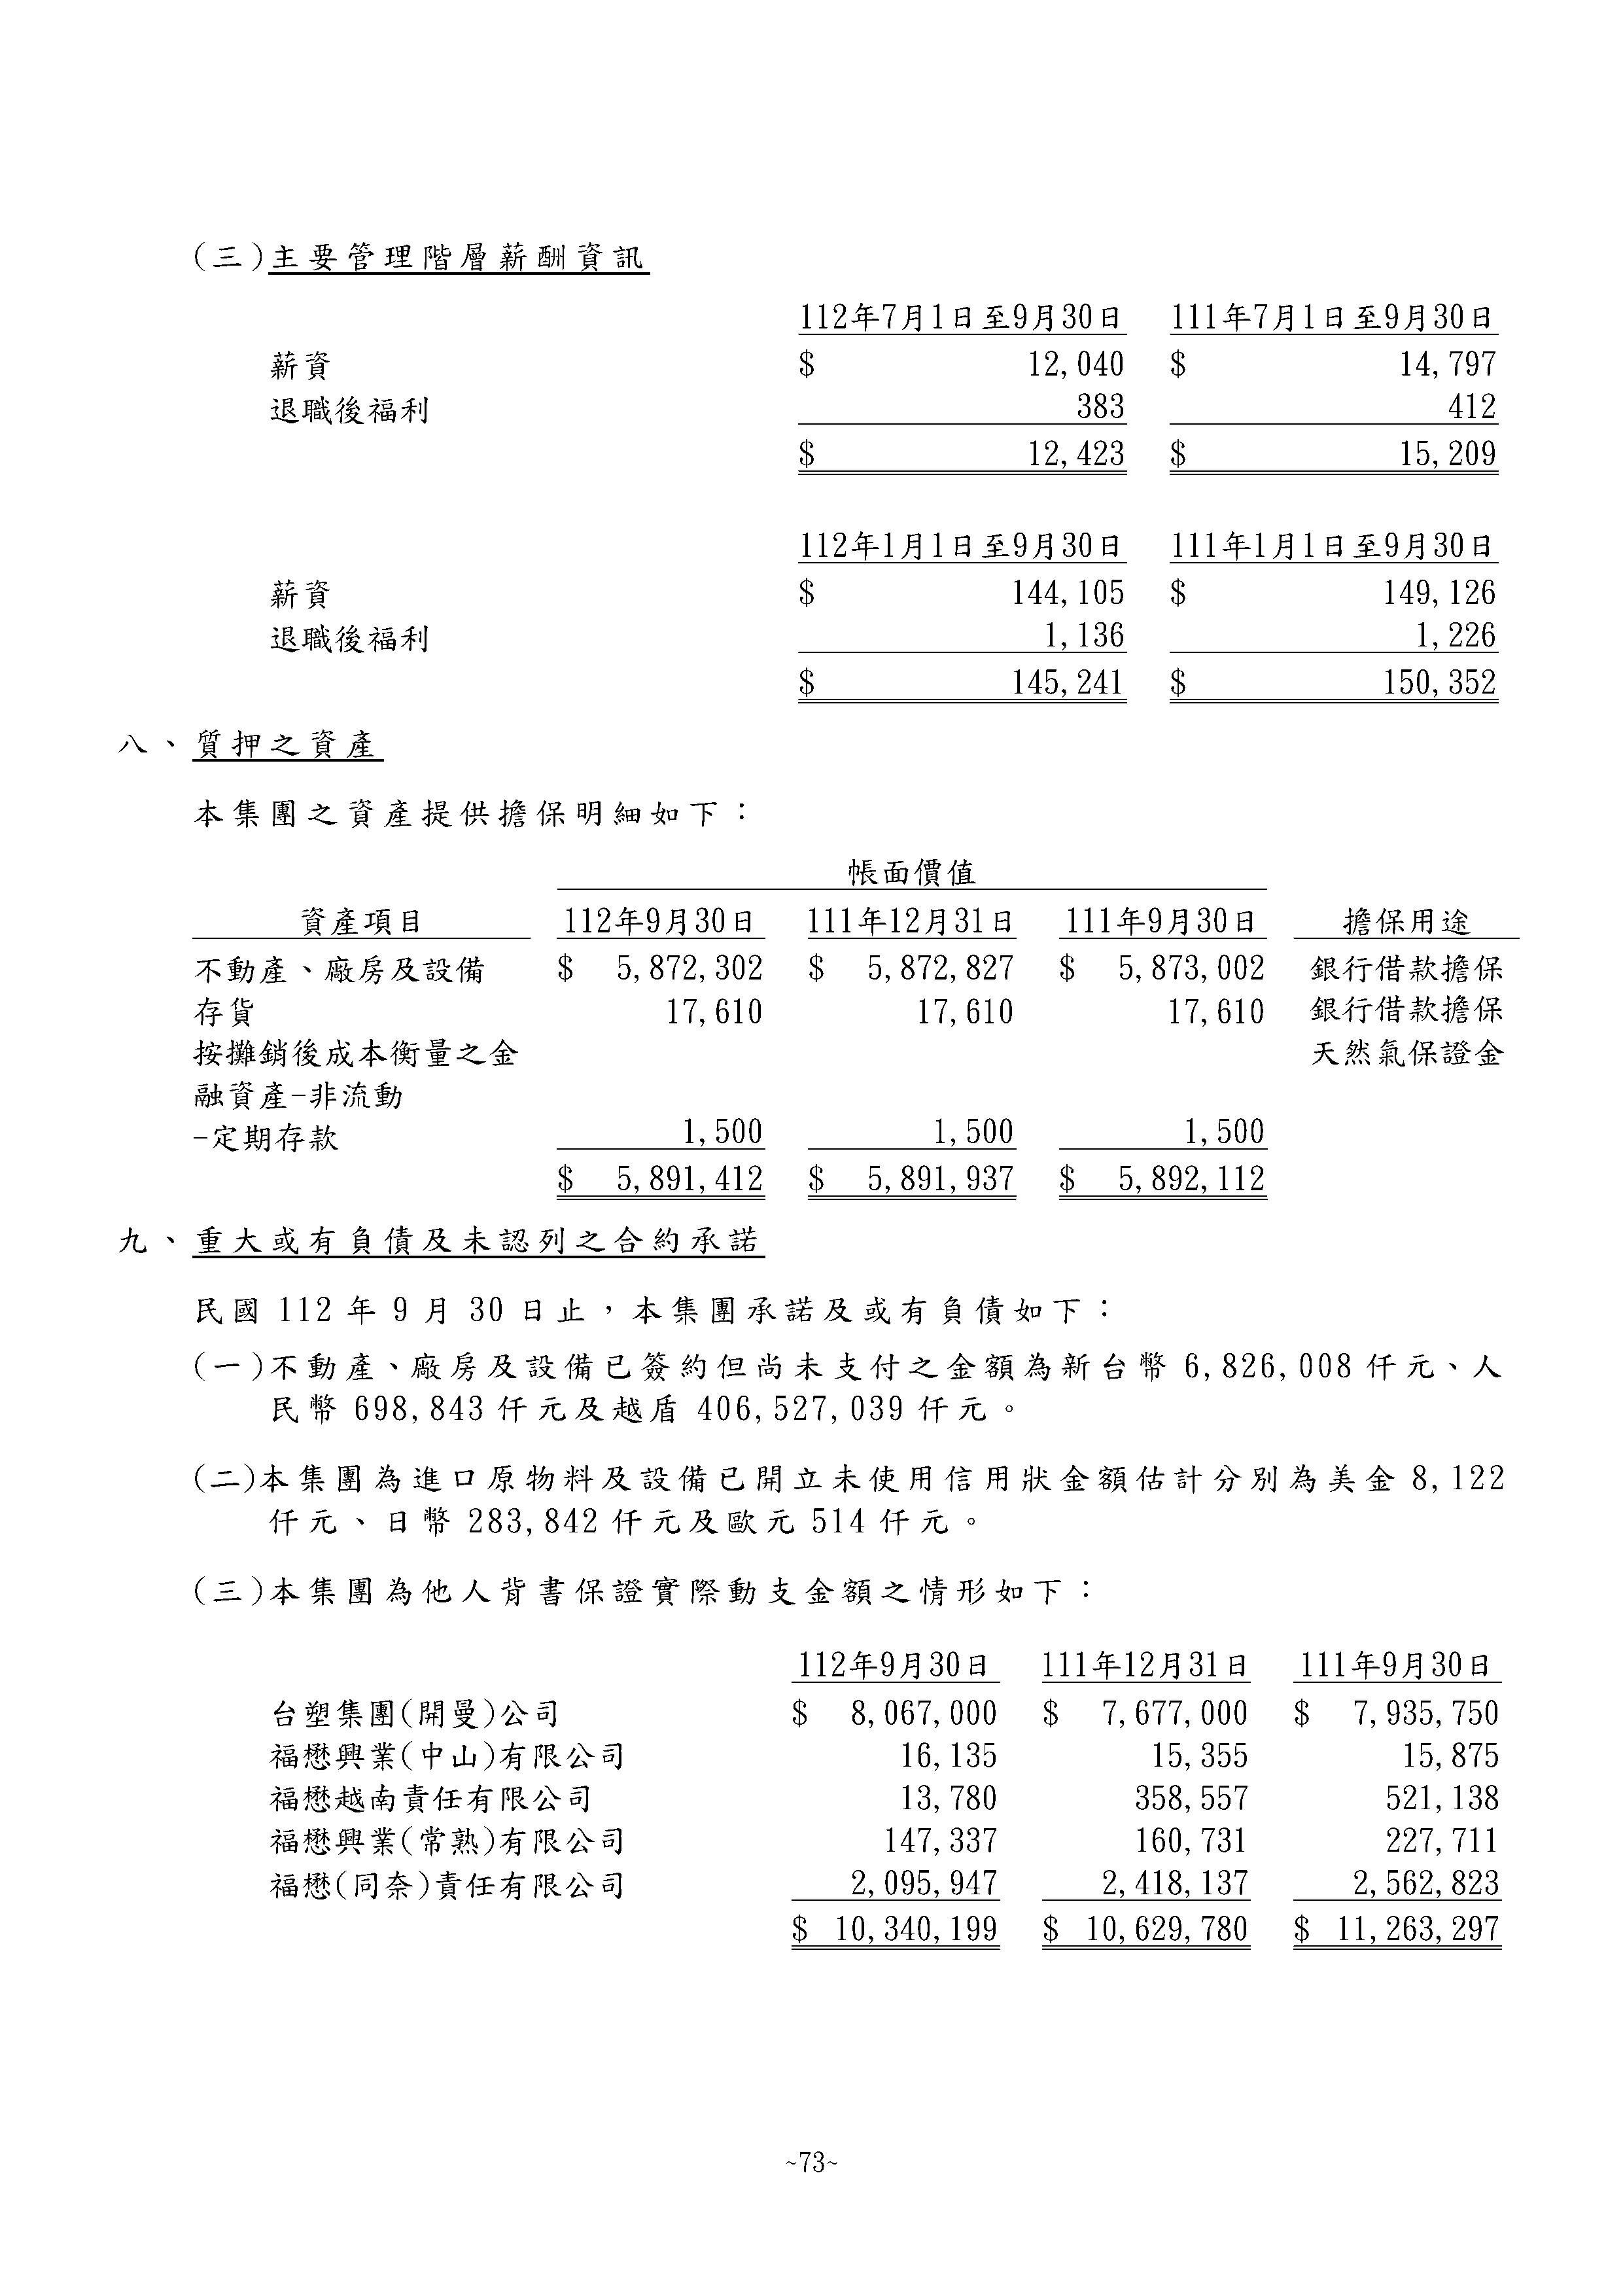 (三)主要管理階層薪酬資訊
112年7月1日至9月30日 111年7月1日至9月30日
薪資 $ 12,040 $ 14,797
退職後福利 383 412
$ 12,423 $ 15,209
112年1月1日至9月30日 111年1月1日至9月30日
薪資 $ 144,105 $ 149,126
退職後福利 1,136 1,226
$ 145,241 $ 150,352
八、質押之資產
本集團之資產提供擔保明細如下：
帳面價值
資產項目 112年9月30日 111年12月31日 111年9月30日 擔保用途
不動產、廠房及設備 $ 5,872,302 $ 5,872,827 $ 5,873,002 銀行借款擔保
存貨 17,610 17,610 17,610 銀行借款擔保
按攤銷後成本衡量之金 天然氣保證金
融資產-非流動
-定期存款 1,500 1,500 1,500
$ 5,891,412 $ 5,891,937 $ 5,892,112
九、重大或有負債及未認列之合約承諾
民國 112 年 9 月 30 日止，本集團承諾及或有負債如下：
(一)不動產、廠房及設備已簽約但尚未支付之金額為新台幣 6,826,008 仟元、人
民幣 698,843 仟元及越盾 406,527,039 仟元。
(二)本集團為進口原物料及設備已開立未使用信用狀金額估計分別為美金 8,122
仟元、日幣 283,842 仟元及歐元 514 仟元。
(三)本集團為他人背書保證實際動支金額之情形如下：
112年9月30日 111年12月31日 111年9月30日
台塑集團(開曼)公司 $ 8,067,000 $ 7,677,000 $ 7,935,750
福懋興業(中山)有限公司 16,135 15,355 15,875
福懋越南責任有限公司 13,780 358,557 521,138
福懋興業(常熟)有限公司 147,337 160,731 227,711
福懋(同奈)責任有限公司 2,095,947 2,418,137 2,562,823
$ 10,340,199 $ 10,629,780 $ 11,263,297
~73~